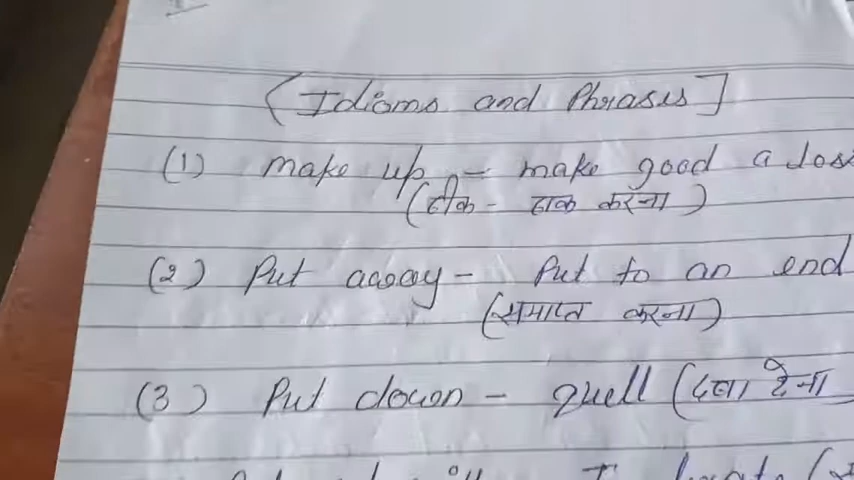 (Idioms and Phrases]
(1) make up - make good a loss
(ठीक - ठाक करना)
(2) Put away - Put to an end
(समाप्त करना)
(3) Put down - quell (दबा देना